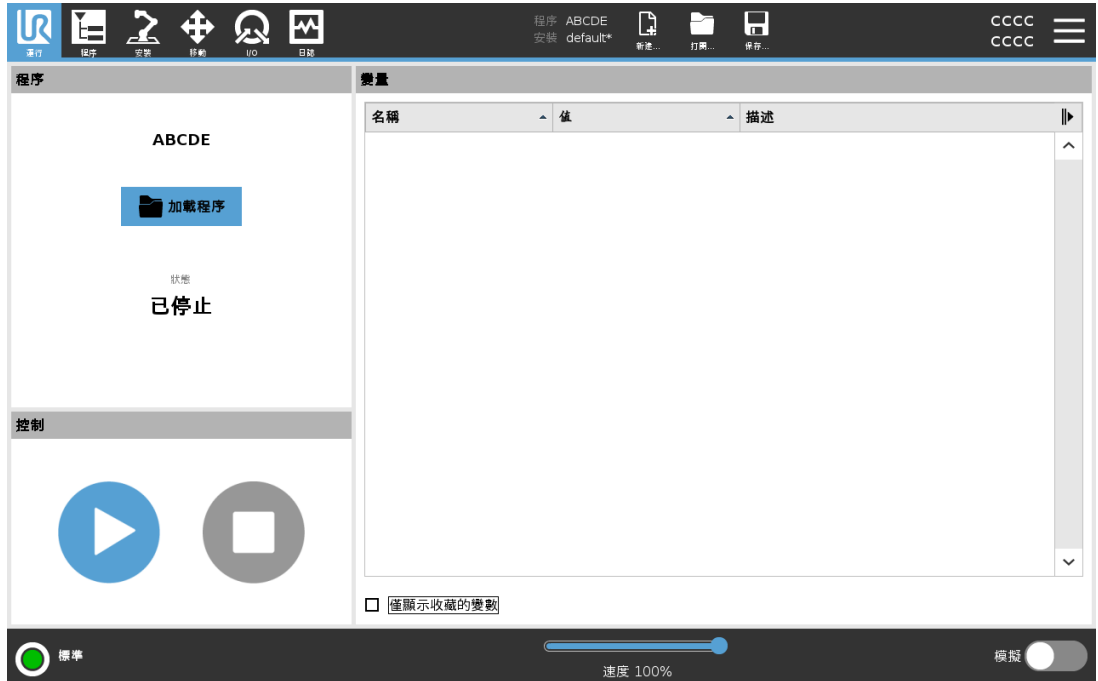 UR
運行
程序
安裝
移動
I/O
日誌
程序 ABCDE
安裝 default*
新建...
打開...
保存...
CCCC
CCCC
程序
ABCDE
加載程序
狀態
已停止
控制
變量
名稱 值 描述
僅顯示收藏的變數
標準
速度 100%
模擬